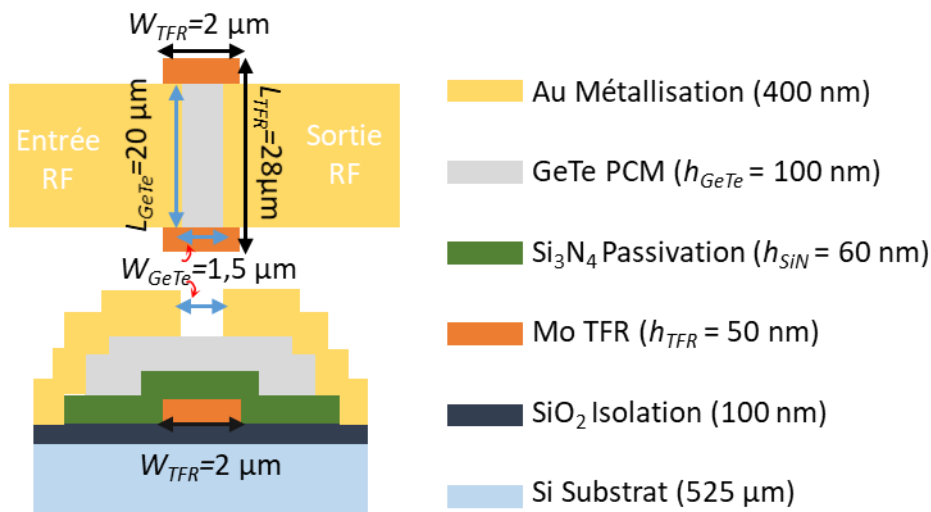 W_TFR=2 µm
Entrée
RF
L_GeTe=20 µm
L_TFR=28µm
Sortie
RF
W_GeTe=1,5 µm
W_TFR=2 µm
Au Métallisation (400 nm)
GeTe PCM (h_GeTe = 100 nm)
Si₃N₄ Passivation (h_SiN = 60 nm)
Mo TFR (h_TFR = 50 nm)
SiO₂ Isolation (100 nm)
Si Substrat (525 µm)